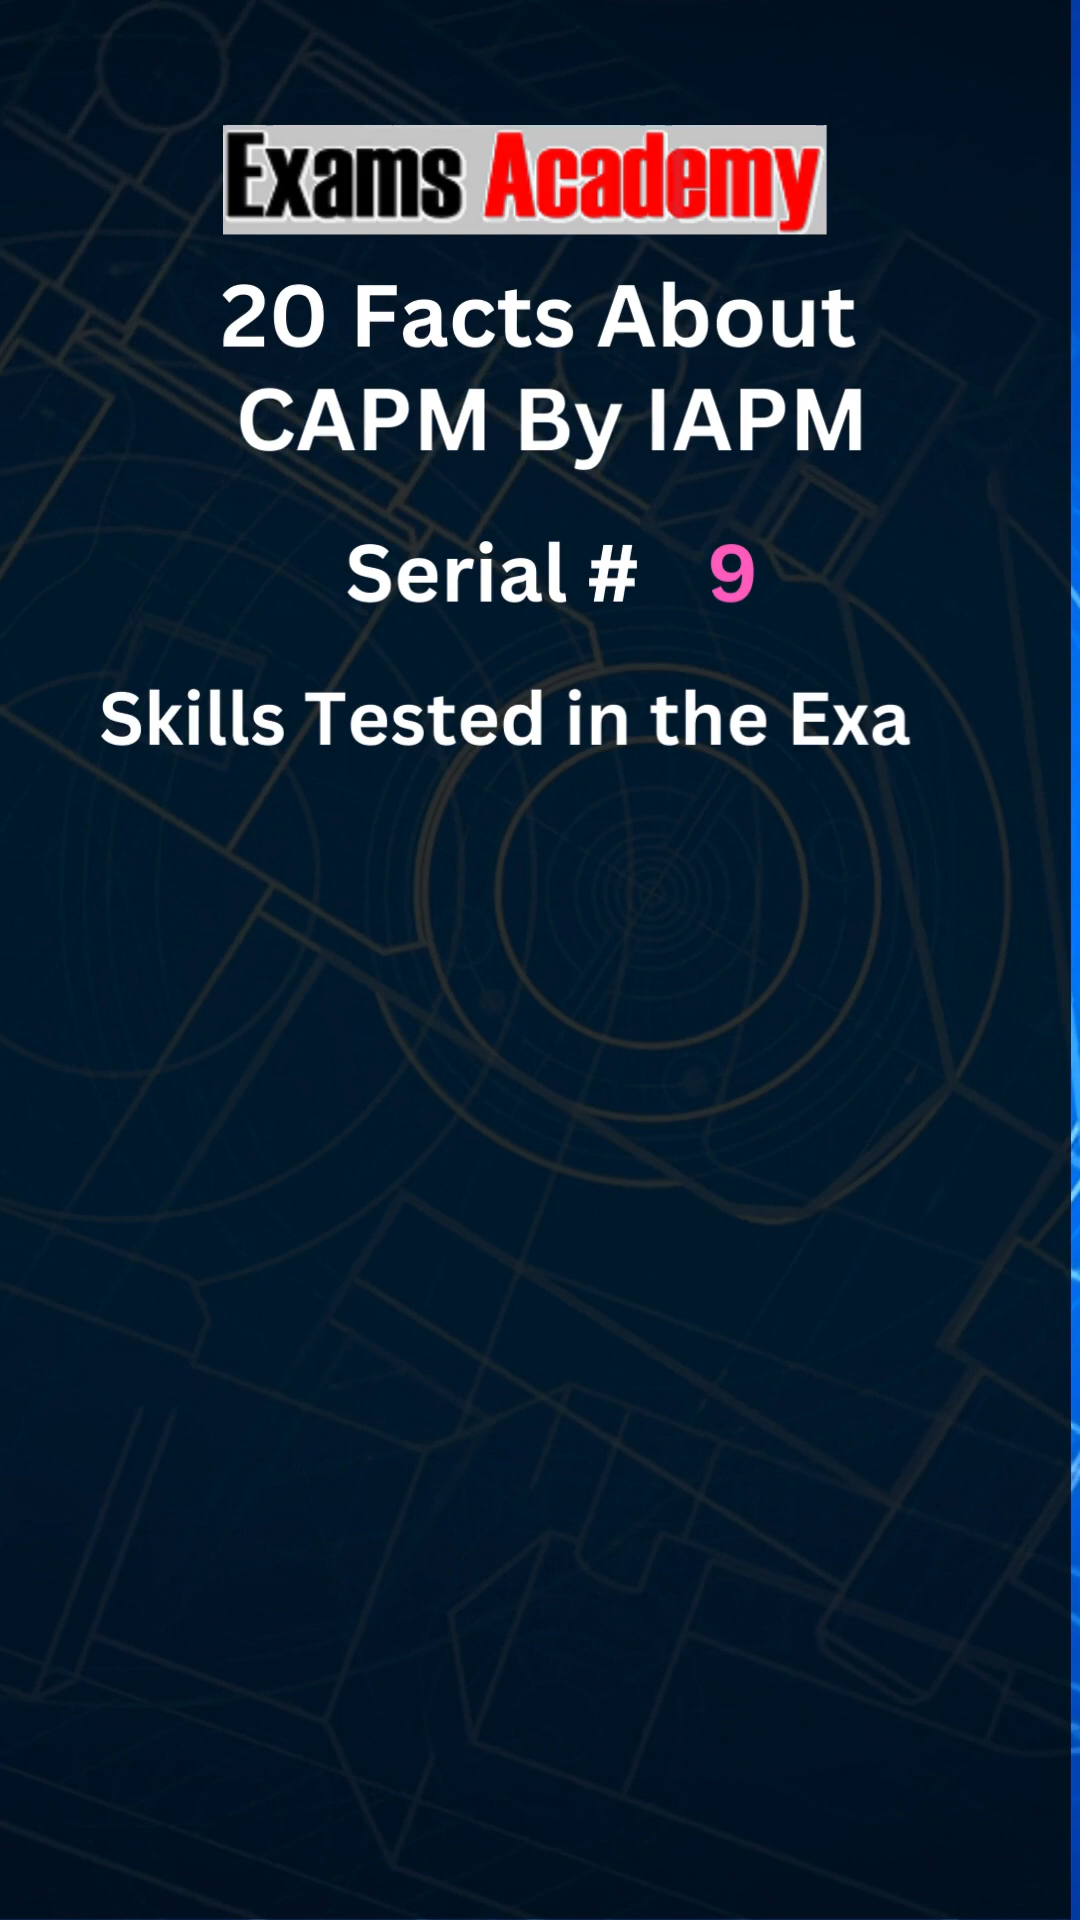 Exams Academy
20 Facts About
CAPM By IAPM
Serial # 9
Skills Tested in the Exa